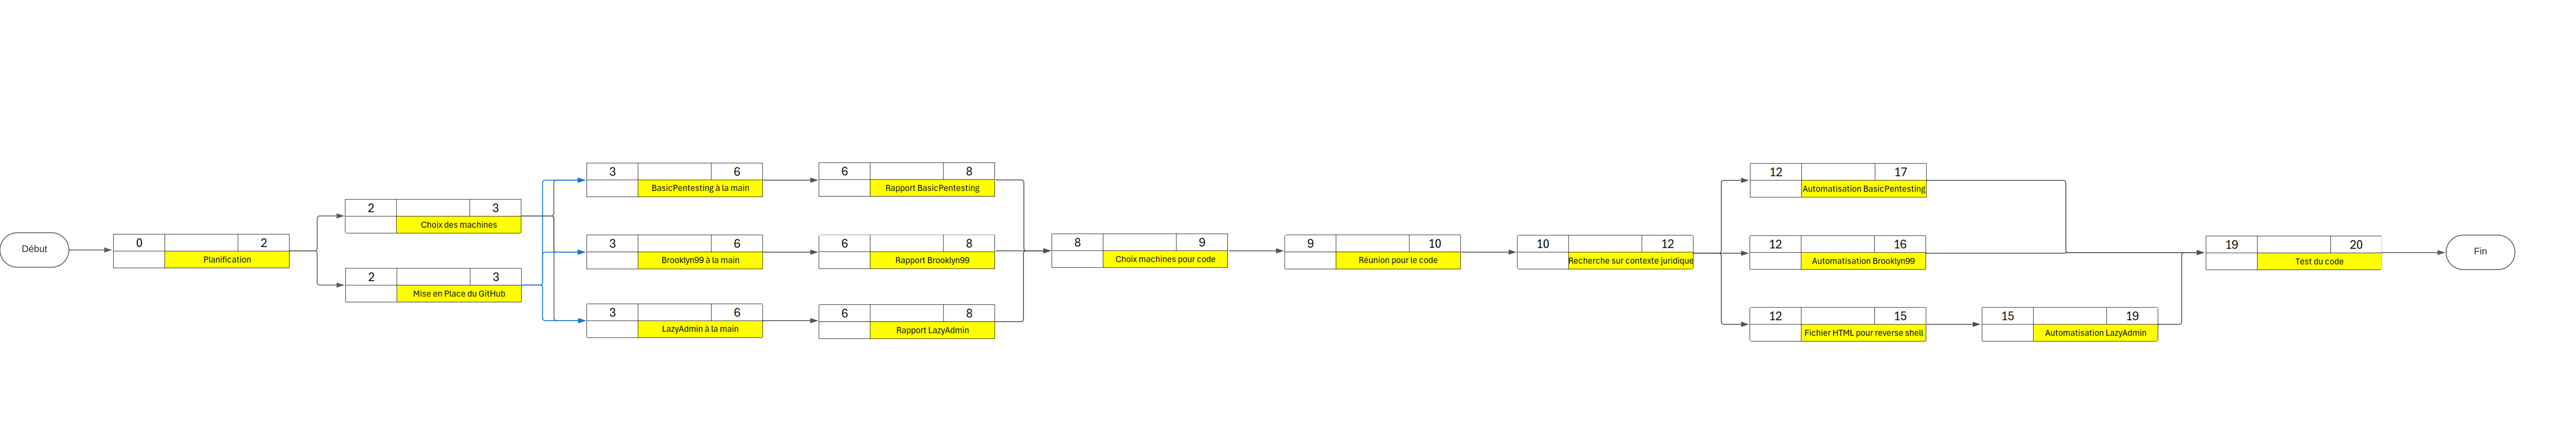 Début
0 2
Planification
2 3
Choix des machines
2 3
Mise en Place du GitHub
3 6
BasicPentesting à la main
3 6
Brooklyn99 à la main
3 6
LazyAdmin à la main
6 8
Rapport BasicPentesting
6 8
Rapport Brooklyn99
6 8
Rapport LazyAdmin
8 9
Choix machines pour code
9 10
Réunion pour le code
10 12
Recherche sur contexte juridique
12 17
Automatisation BasicPentesting
12 16
Automatisation Brooklyn99
12 15
Fichier HTML pour reverse shell
15 19
Automatisation LazyAdmin
19 20
Test du code
Fin